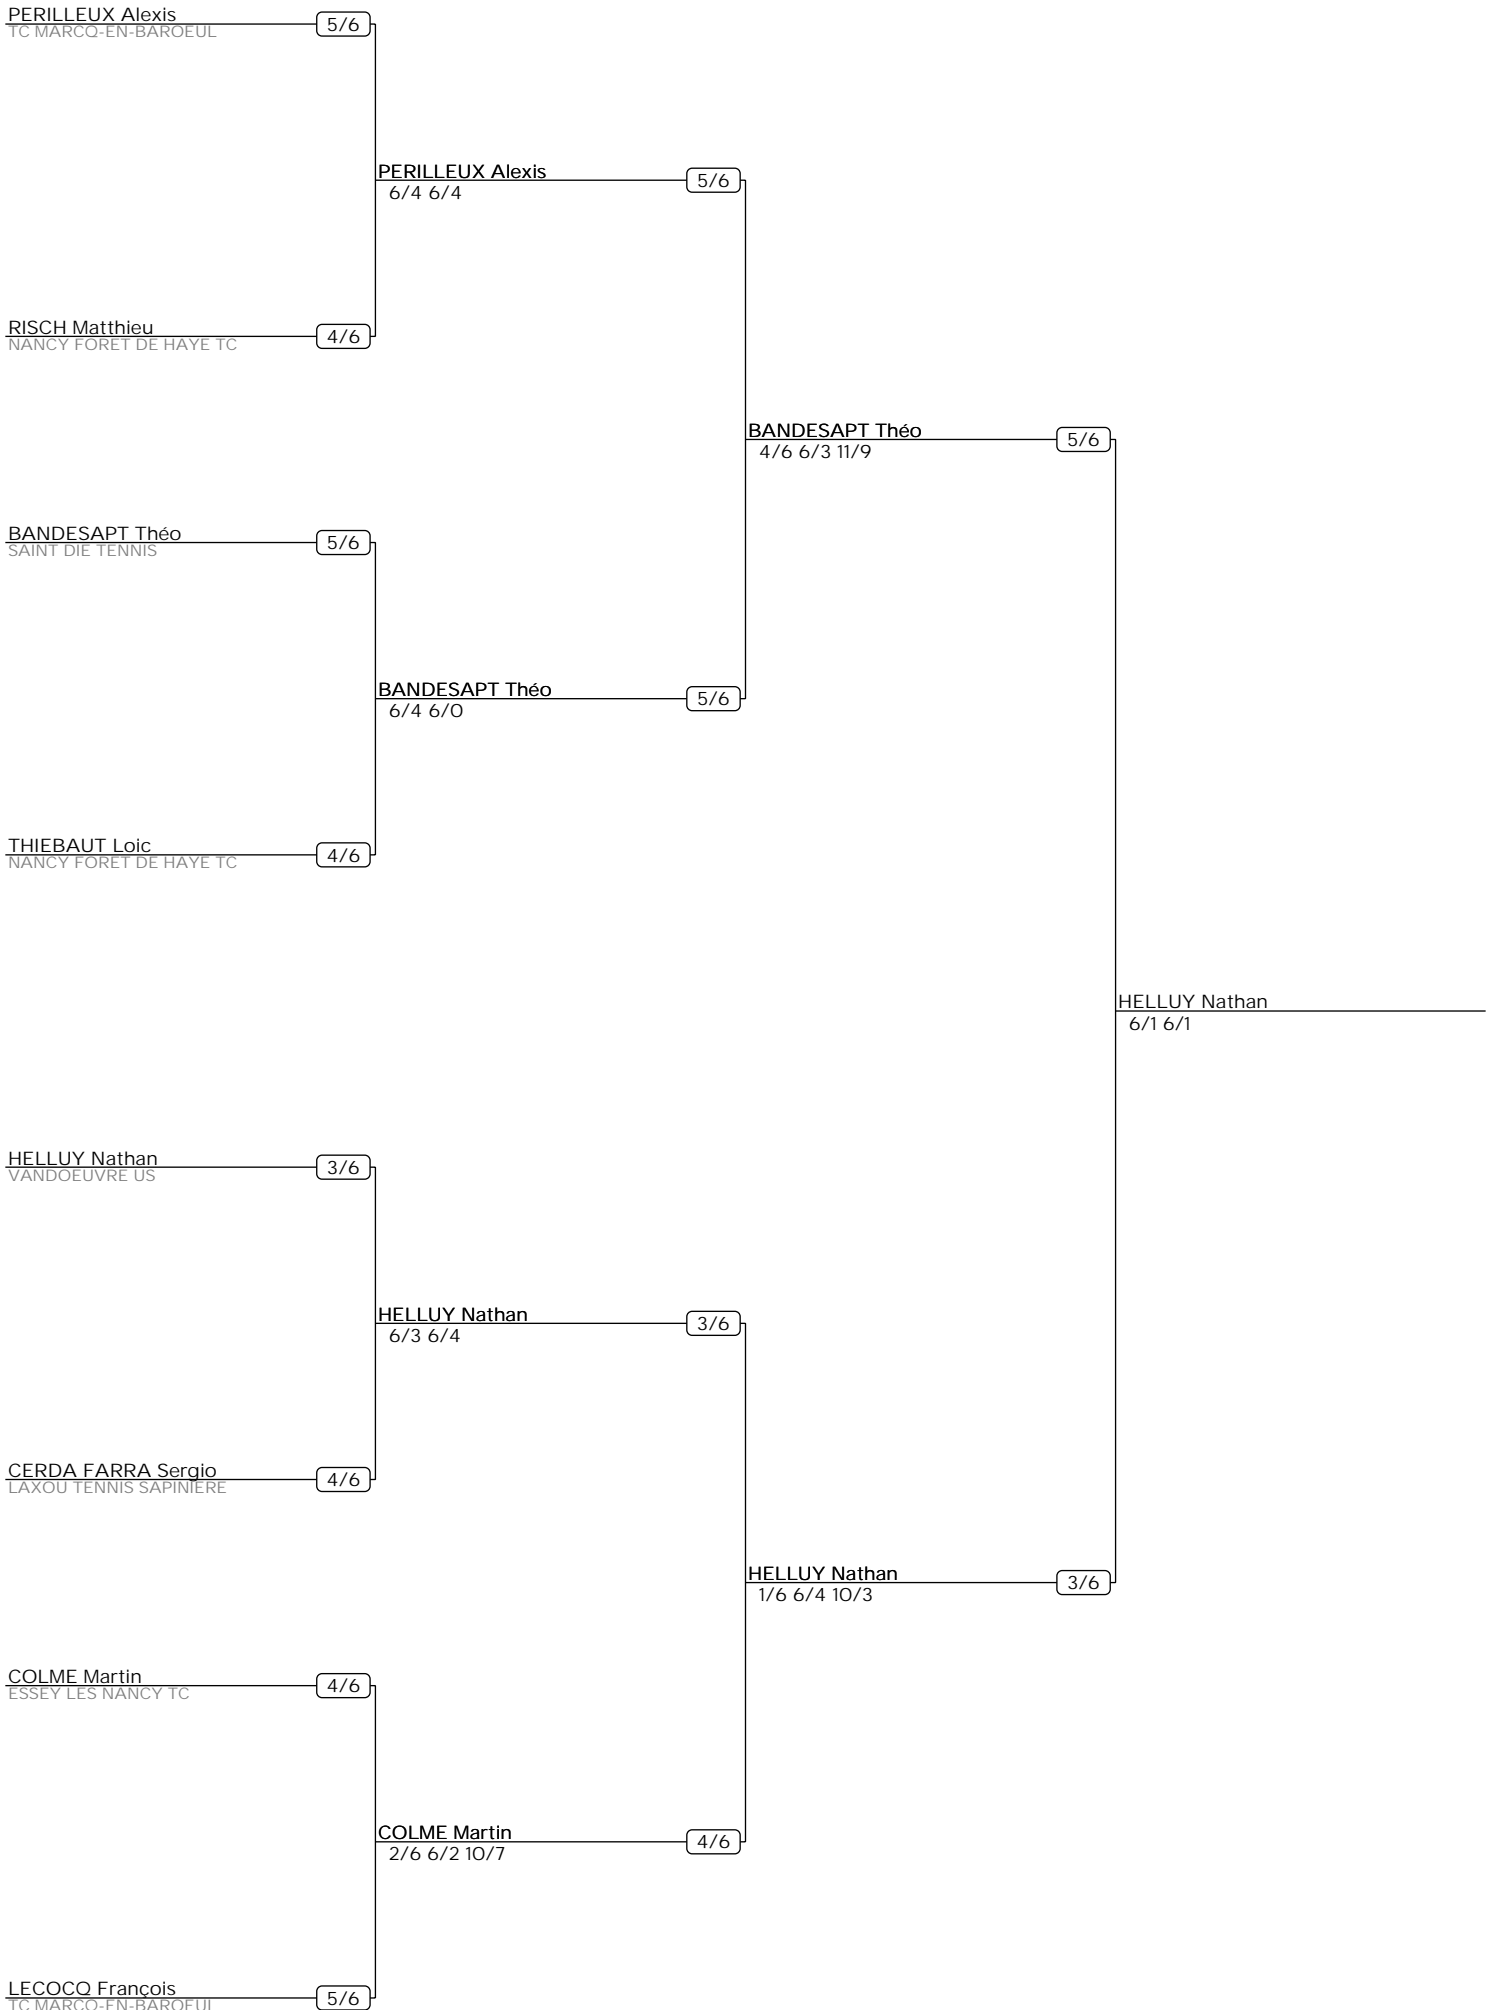 PERILLEUX Alexis
TC MARCQ-EN-BAROEUL
5/6
PERILLEUX Alexis
6/4 6/4
5/6
RISCH Matthieu
NANCY FORET DE HAYE TC
4/6
BANDESAPT Théo
4/6 6/3 11/9
5/6
BANDESAPT Théo
SAINT DIE TENNIS
5/6
BANDESAPT Théo
6/4 6/0
5/6
THIEBAUT Loic
NANCY FORET DE HAYE TC
4/6
HELLUY Nathan
6/1 6/1
HELLUY Nathan
VANDOEUVRE US
3/6
HELLUY Nathan
6/3 6/4
3/6
CERDA FARRA Sergio
LAXOU TENNIS SAPINIERE
4/6
HELLUY Nathan
1/6 6/4 10/3
3/6
COLME Martin
ESSEY LES NANCY TC
4/6
COLME Martin
2/6 6/2 10/7
4/6
LECOCQ François
TC MARCQ-EN-BAROEUL
5/6